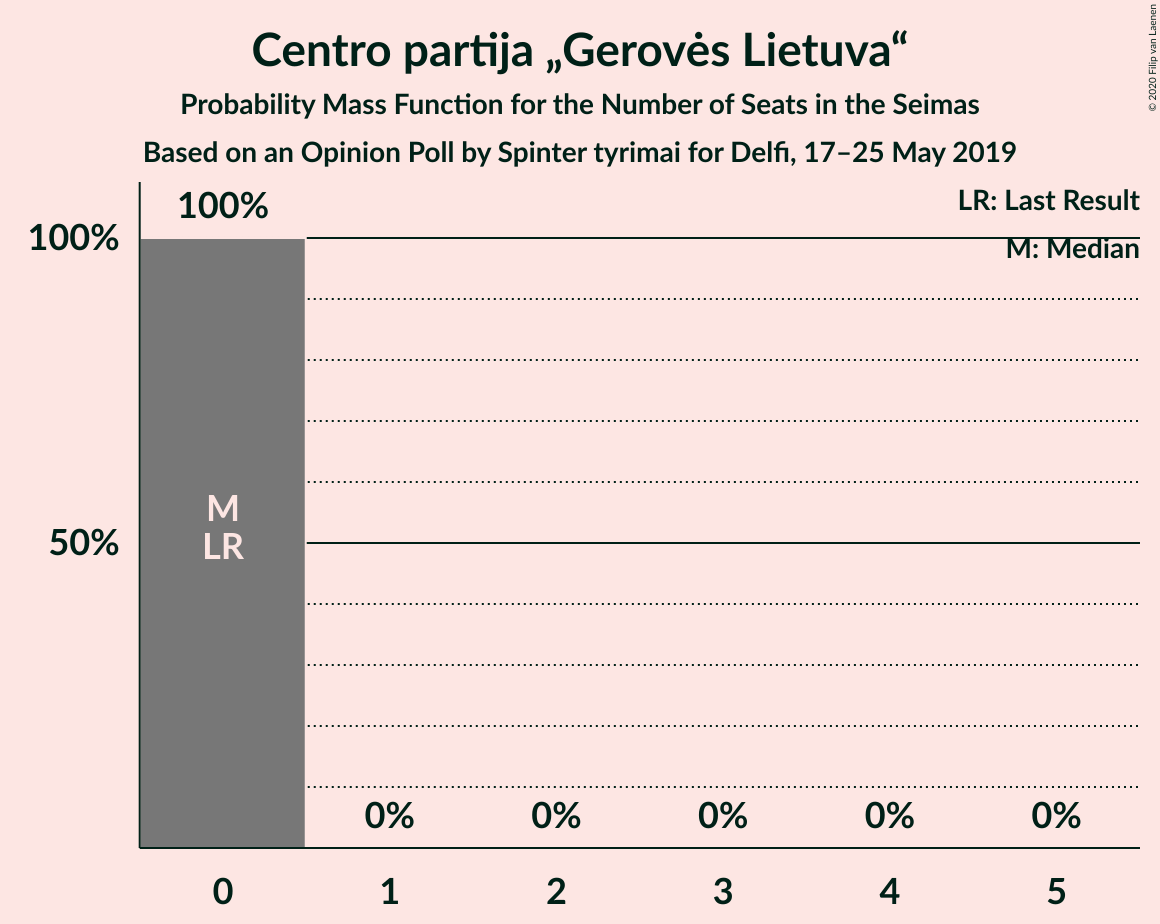 Centro partija „Gerovės Lietuva“
Probability Mass Function for the Number of Seats in the Seimas
Based on an Opinion Poll by Spinter tyrimai for Delfi, 17–25 May 2019
© 2020 Filip van Laenen
LR: Last Result
M: Median
100%
100%
50%
M
LR
0% 0% 0% 0% 0%
0 1 2 3 4 5